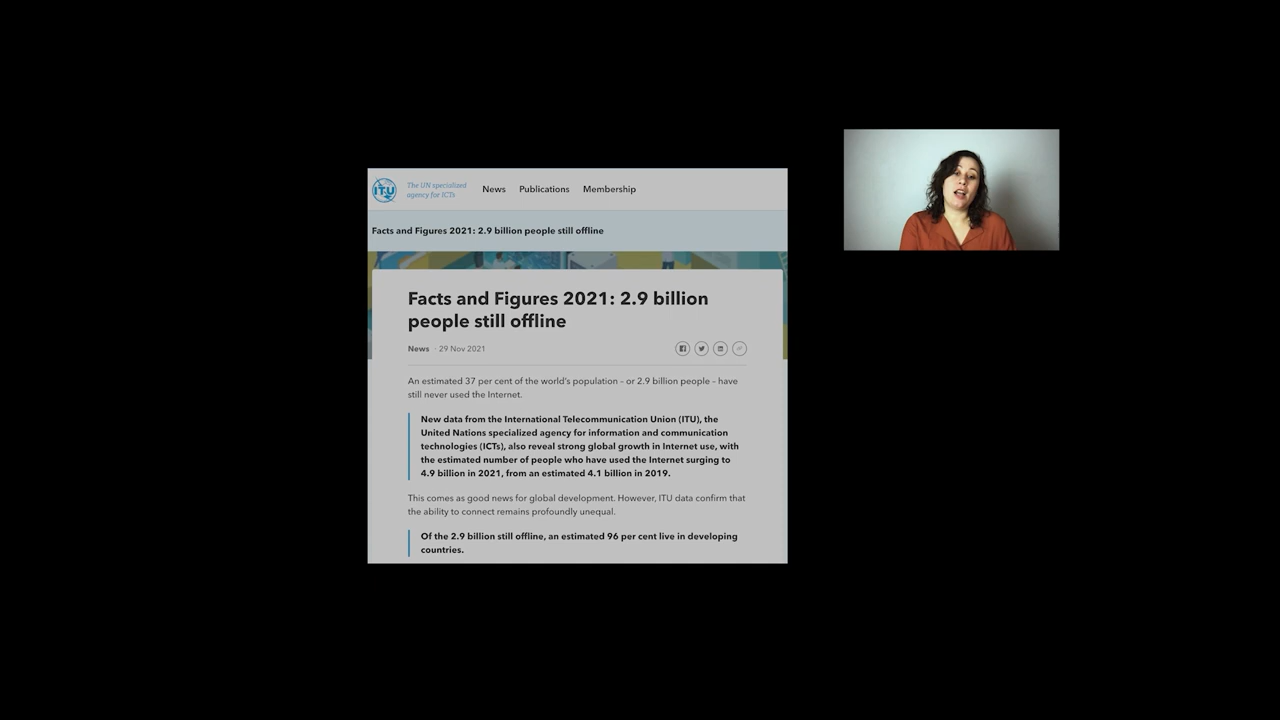 ITU
The UN specialized
agency for ICTs
News Publications Membership
Facts and Figures 2021: 2.9 billion people still offline
Facts and Figures 2021: 2.9 billion
people still offline
News · 29 Nov 2021
An estimated 37 per cent of the world's population – or 2.9 billion people – have
still never used the Internet.
New data from the International Telecommunication Union (ITU), the
United Nations specialized agency for information and communication
technologies (ICTs), also reveal strong global growth in Internet use, with
the estimated number of people who have used the Internet surging to
4.9 billion in 2021, from an estimated 4.1 billion in 2019.
This comes as good news for global development. However, ITU data confirm that
the ability to connect remains profoundly unequal.
Of the 2.9 billion still offline, an estimated 96 per cent live in developing
countries.